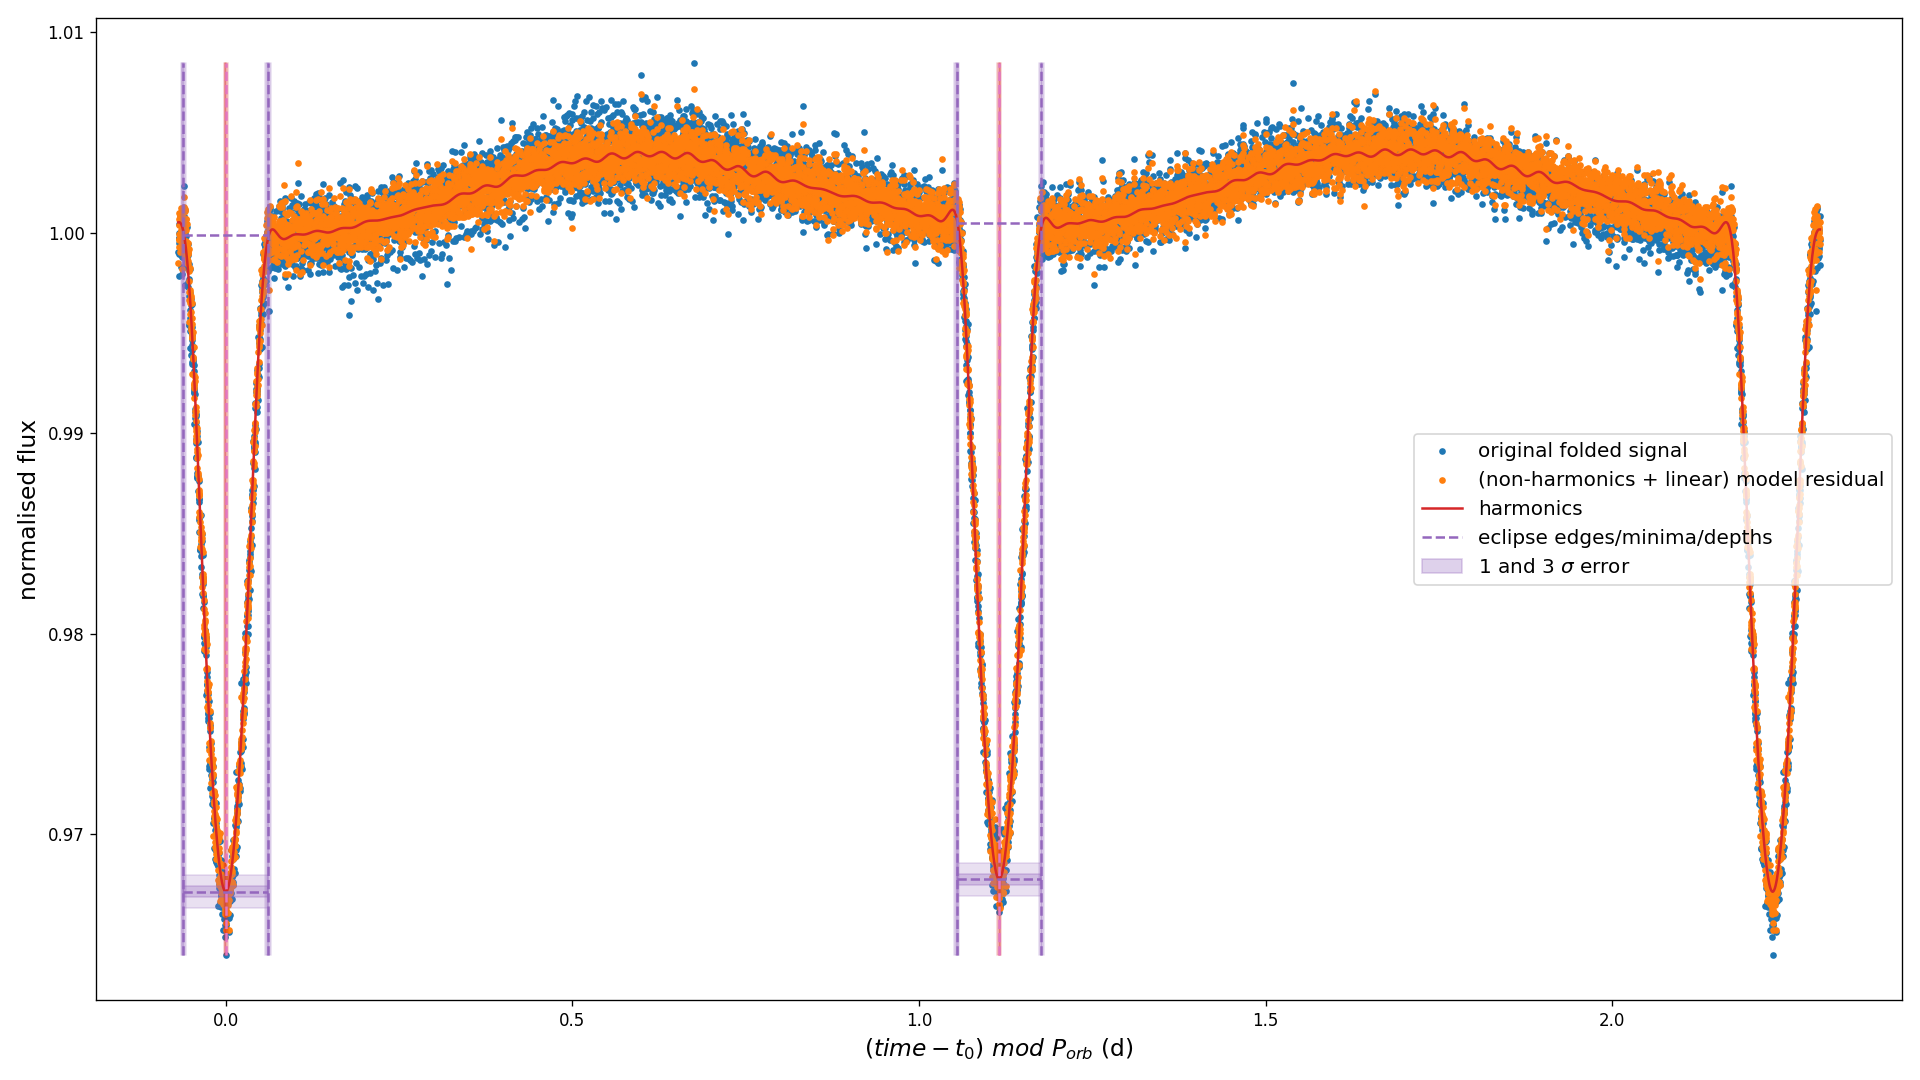 1.01
1.00
0.99
0.98
0.97
normalised flux
original folded signal
(non-harmonics + linear) model residual
harmonics
eclipse edges/minima/depths
1 and 3 σ error
0.0 0.5 1.0 1.5 2.0
(time − t₀) mod Pₒᵣᵦ (d)